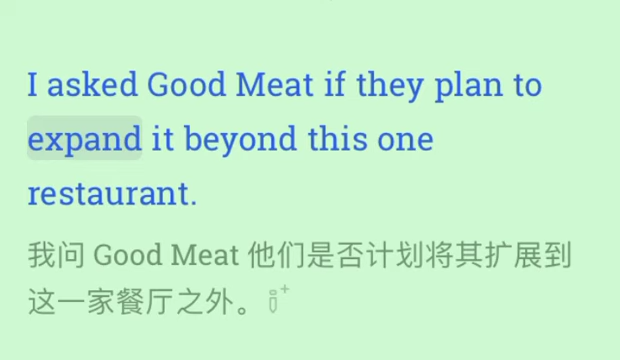 I asked Good Meat if they plan to
expand it beyond this one
restaurant.
我问 Good Meat 他们是否计划将其扩展到
这一家餐厅之外。